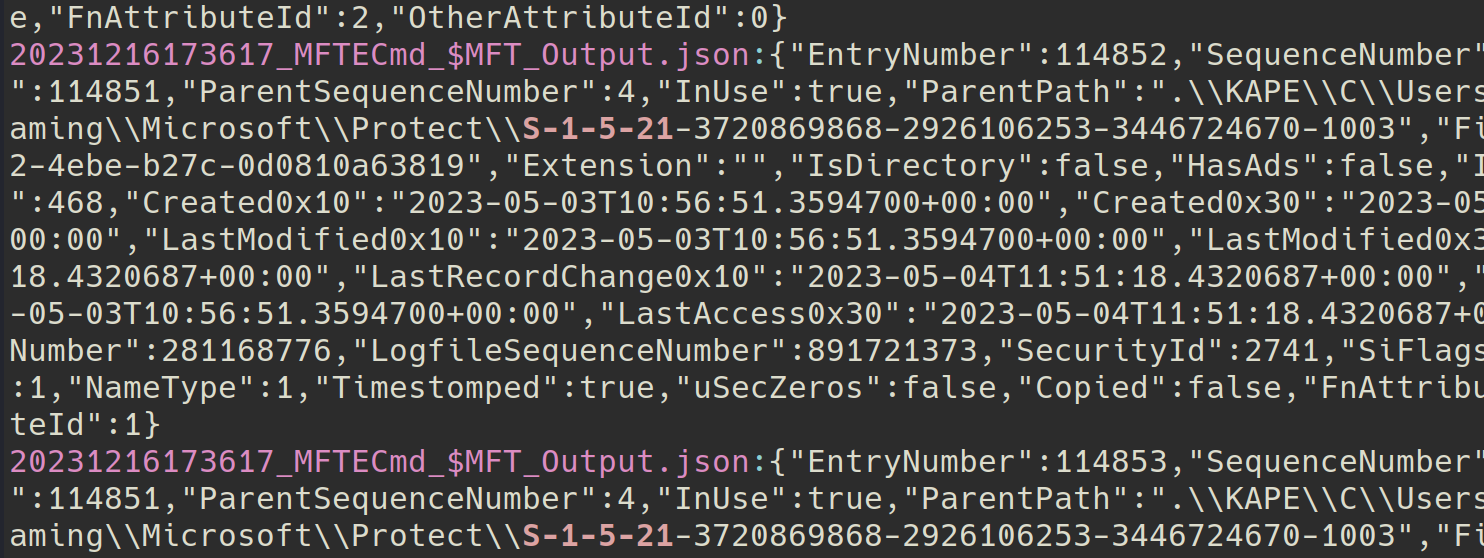 e,"FnAttributeId":2,"OtherAttributeId":0}
20231216173617_MFTECmd_$MFT_Output.json:{"EntryNumber":114852,"SequenceNumber"
":114851,"ParentSequenceNumber":4,"InUse":true,"ParentPath":".\\KAPE\\C\\Users
aming\\Microsoft\\Protect\\S-1-5-21-3720869868-2926106253-3446724670-1003","Fi
2-4ebe-b27c-0d0810a63819","Extension":"","IsDirectory":false,"HasAds":false,"I
":468,"Created0x10":"2023-05-03T10:56:51.3594700+00:00","Created0x30":"2023-05
00:00","LastModified0x10":"2023-05-03T10:56:51.3594700+00:00","LastModified0x3
18.4320687+00:00","LastRecordChange0x10":"2023-05-04T11:51:18.4320687+00:00","
-05-03T10:56:51.3594700+00:00","LastAccess0x30":"2023-05-04T11:51:18.4320687+0
Number":281168776,"LogfileSequenceNumber":891721373,"SecurityId":2741,"SiFlags
:1,"NameType":1,"Timestomped":true,"uSecZeros":false,"Copied":false,"FnAttribu
teId":1}
20231216173617_MFTECmd_$MFT_Output.json:{"EntryNumber":114853,"SequenceNumber"
":114851,"ParentSequenceNumber":4,"InUse":true,"ParentPath":".\\KAPE\\C\\Users
aming\\Microsoft\\Protect\\S-1-5-21-3720869868-2926106253-3446724670-1003","Fi